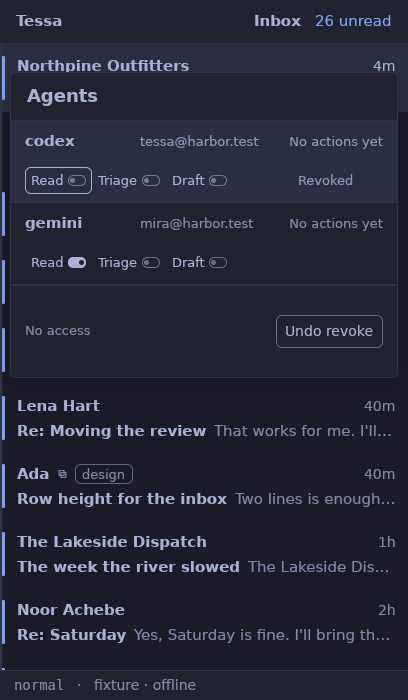 Tessa Inbox 26 unread
Northpine Outfitters 4m
Agents
codex tessa@harbor.test No actions yet
Read Triage Draft Revoked
gemini mira@harbor.test No actions yet
Read Triage Draft
No access Undo revoke
Lena Hart 40m
Re: Moving the review That works for me. I'll...
Ada design 40m
Row height for the inbox Two lines is enough...
The Lakeside Dispatch 1h
The week the river slowed The Lakeside Dis...
Noor Achebe 2h
Re: Saturday Yes, Saturday is fine. I'll bring th...
normal · fixture · offline